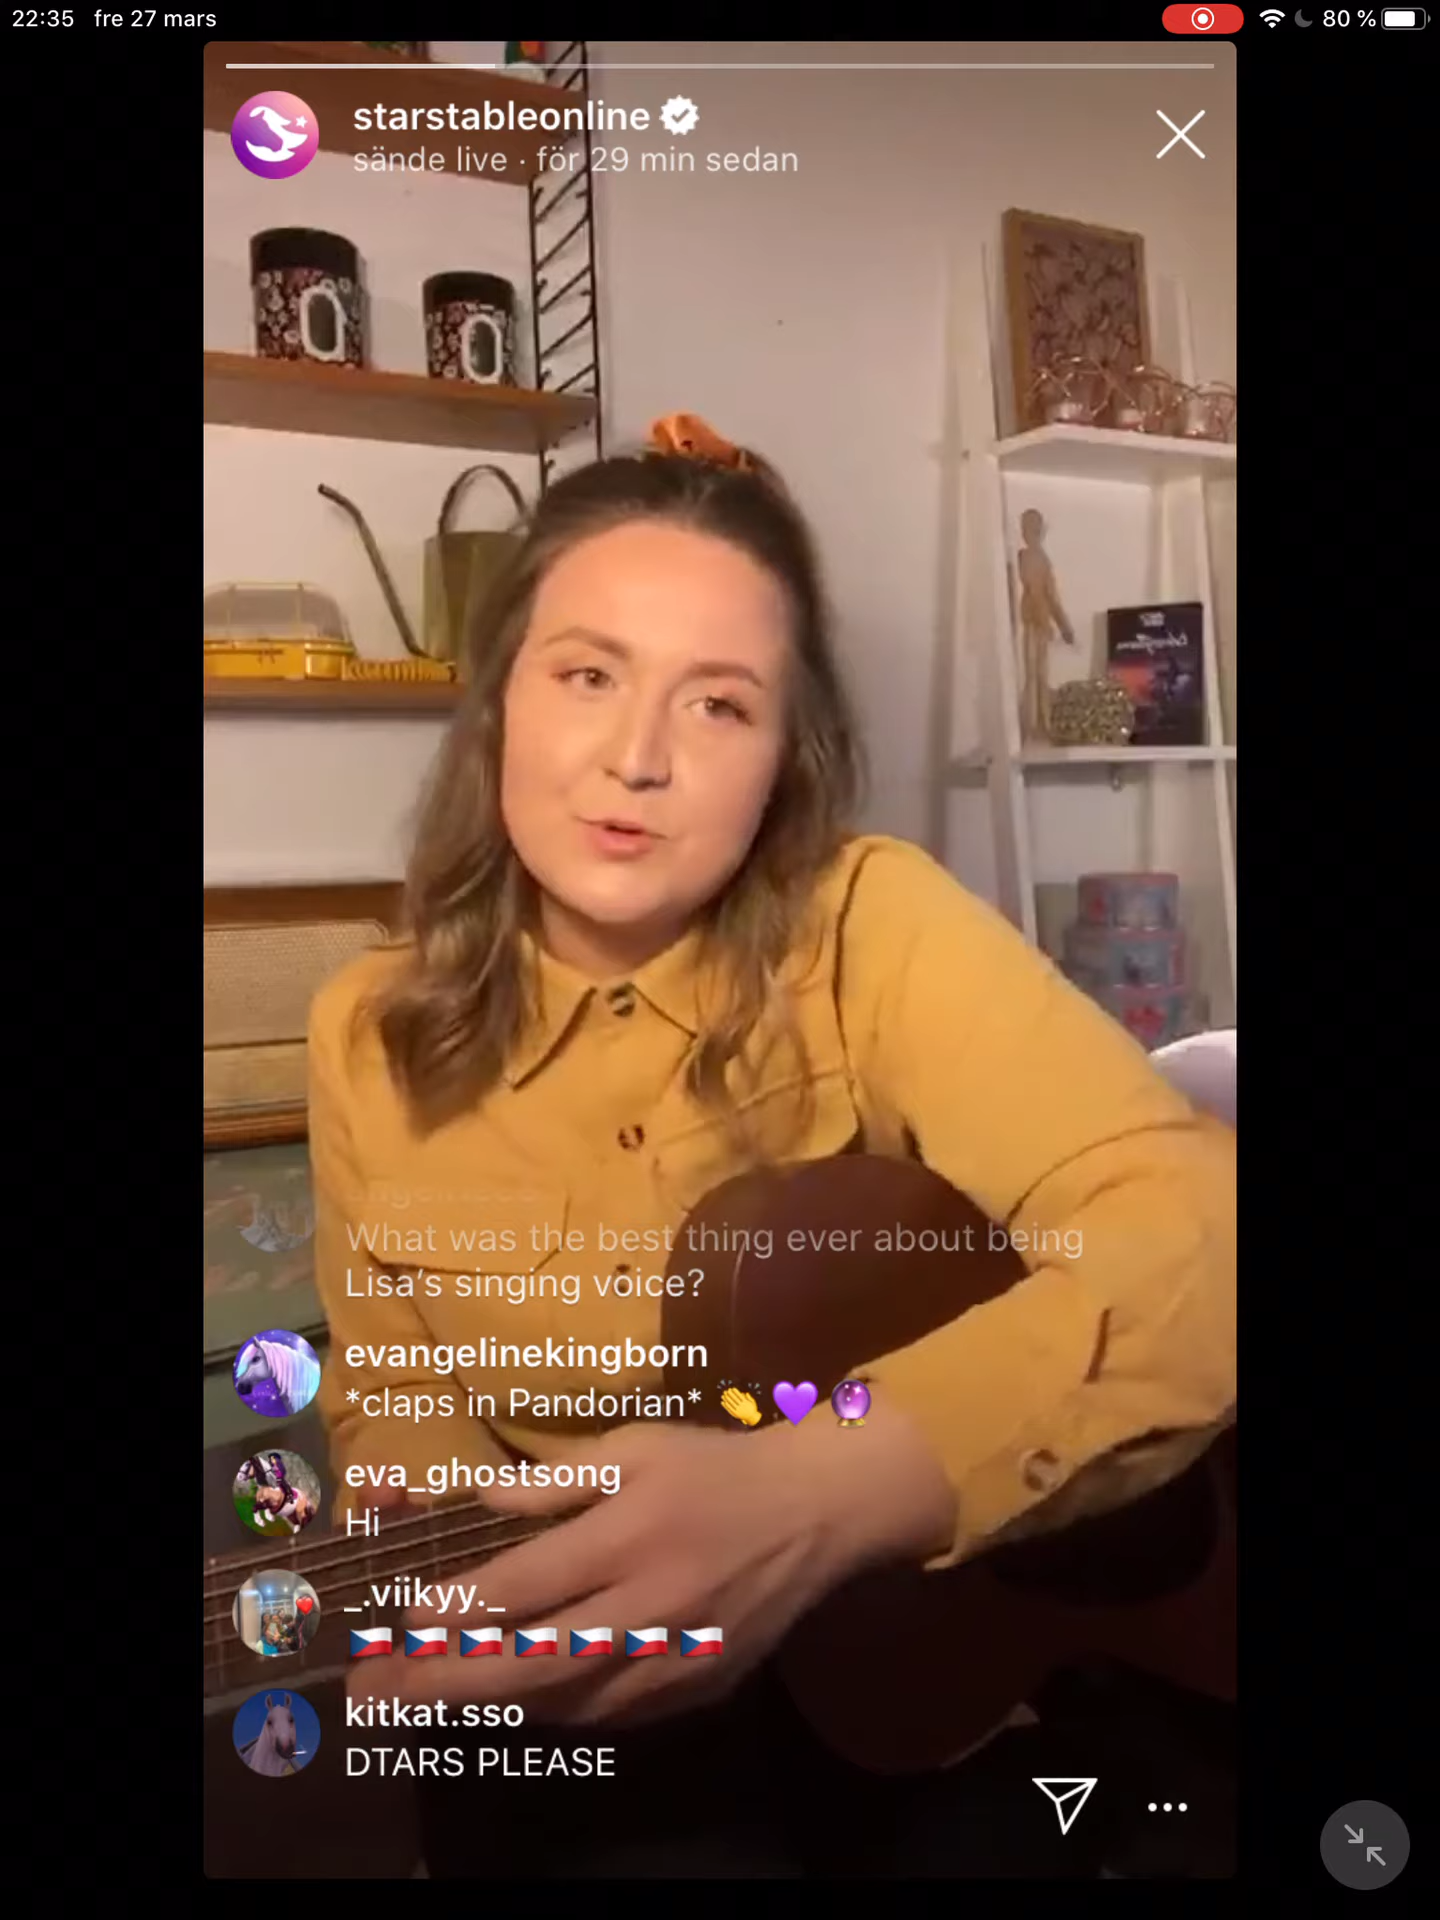 22:35 fre 27 mars
80 %
starstableonline
sände live · för 29 min sedan
What was the best thing ever about being
Lisa's singing voice?
evangelinekingborn
*claps in Pandorian* 👏💜🔮
eva_ghostsong
Hi
_.viikyy._
🇨🇿🇨🇿🇨🇿🇨🇿🇨🇿🇨🇿🇨🇿
kitkat.sso
DTARS PLEASE